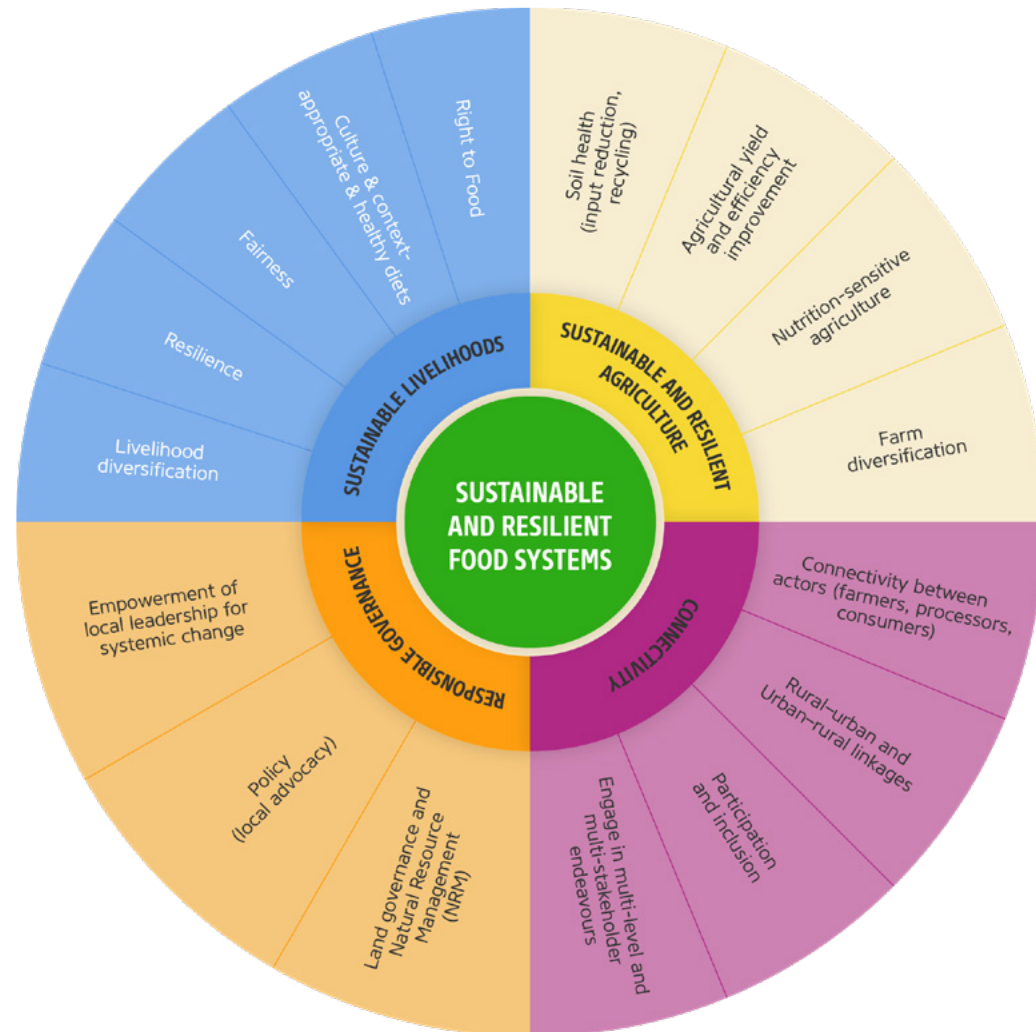 SUSTAINABLE
AND RESILIENT
FOOD SYSTEMS
SUSTAINABLE AND RESILIENT
AGRICULTURE
Soil health
(input reduction,
recycling)
Agricultural yield
and efficiency
improvement
Nutrition-sensitive
agriculture
Farm
diversification
CONNECTIVITY
Connectivity between
actors (farmers, processors,
consumers)
Rural–urban and
Urban–rural linkages
Participation
and inclusion
Engage in multi-level and
multi-stakeholder
endeavours
RESPONSIBLE GOVERNANCE
Land governance and
Natural Resource
Management
(NRM)
Policy
(local advocacy)
Empowerment of
local leadership for
systemic change
SUSTAINABLE LIVELIHOODS
Livelihood
diversification
Resilience
Fairness
Culture & context-
appropriate & healthy diets
Right to Food